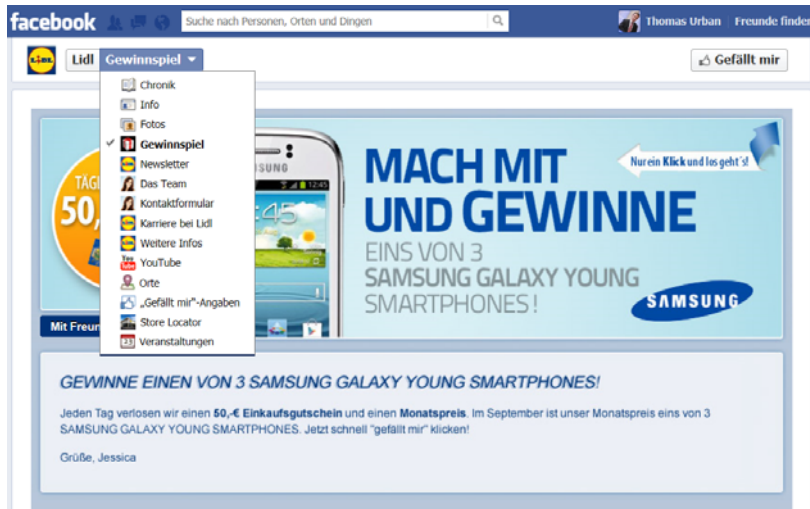 facebook
Suche nach Personen, Orten und Dingen
Thomas Urban
Freunde finden
Lidl
Gewinnspiel
Gefällt mir
Chronik
Info
Fotos
Gewinnspiel
Newsletter
Das Team
Kontaktformular
Karriere bei Lidl
Weitere Infos
YouTube
Orte
„Gefällt mir"-Angaben
Store Locator
Veranstaltungen
TÄGL
50,
Mit Freun
SUNG
12:45
:45
MACH MIT
UND GEWINNE
EINS VON 3
SAMSUNG GALAXY YOUNG
SMARTPHONES!
Nur ein Klick und los geht´s!
SAMSUNG
GEWINNE EINEN VON 3 SAMSUNG GALAXY YOUNG SMARTPHONES!
Jeden Tag verlosen wir einen 50,-€ Einkaufsgutschein und einen Monatspreis. Im September ist unser Monatspreis eins von 3
SAMSUNG GALAXY YOUNG SMARTPHONES. Jetzt schnell "gefällt mir" klicken!
Grüße, Jessica